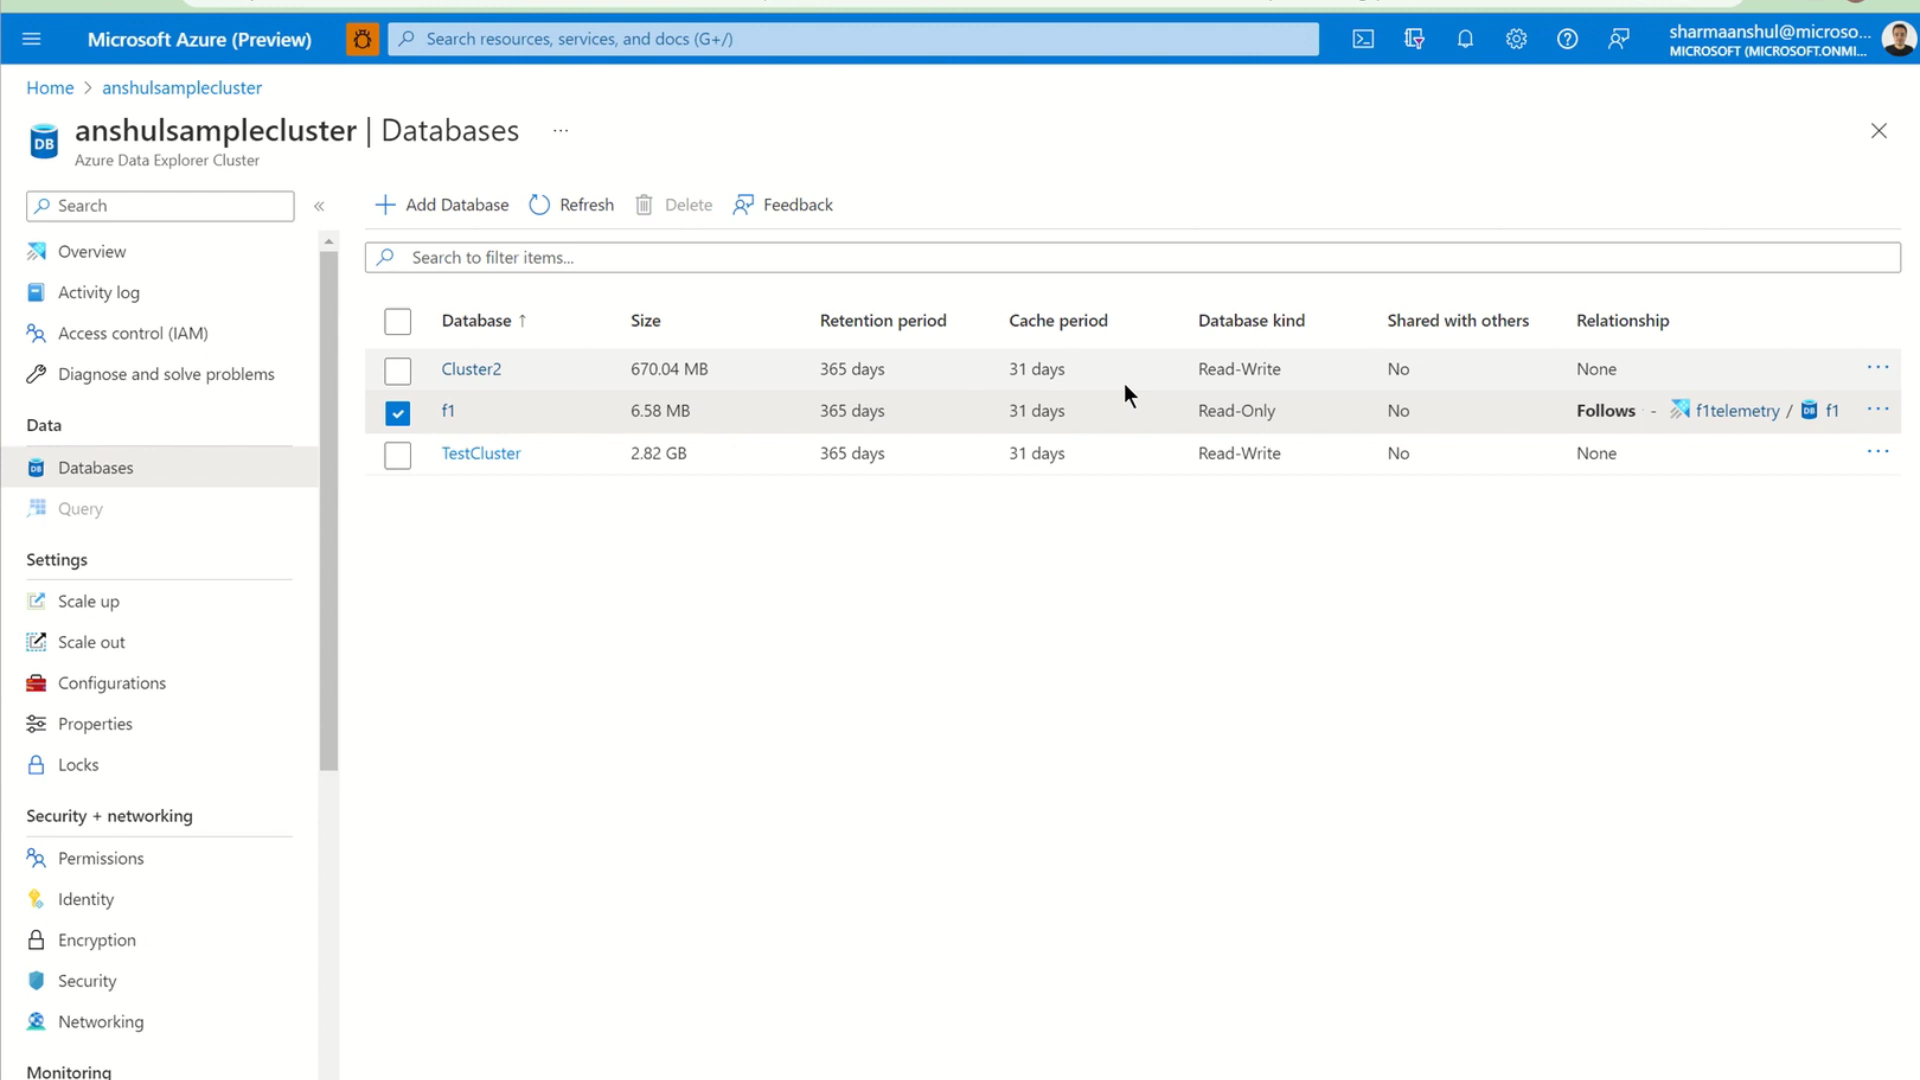 Microsoft Azure (Preview)
Search resources, services, and docs (G+/)
sharmaanshul@microso...
MICROSOFT (MICROSOFT.ONMI...
Home > anshulsamplecluster
anshulsamplecluster | Databases ...
Azure Data Explorer Cluster
Search «
Add Database Refresh Delete Feedback
Search to filter items...
Overview
Activity log
Access control (IAM)
Diagnose and solve problems
Data
Databases
Query
Settings
Scale up
Scale out
Configurations
Properties
Locks
Security + networking
Permissions
Identity
Encryption
Security
Networking
Monitoring
Database ↑ Size Retention period Cache period Database kind Shared with others Relationship
Cluster2 670.04 MB 365 days 31 days Read-Write No None ...
f1 6.58 MB 365 days 31 days Read-Only No Follows - f1telemetry / f1 ...
TestCluster 2.82 GB 365 days 31 days Read-Write No None ...